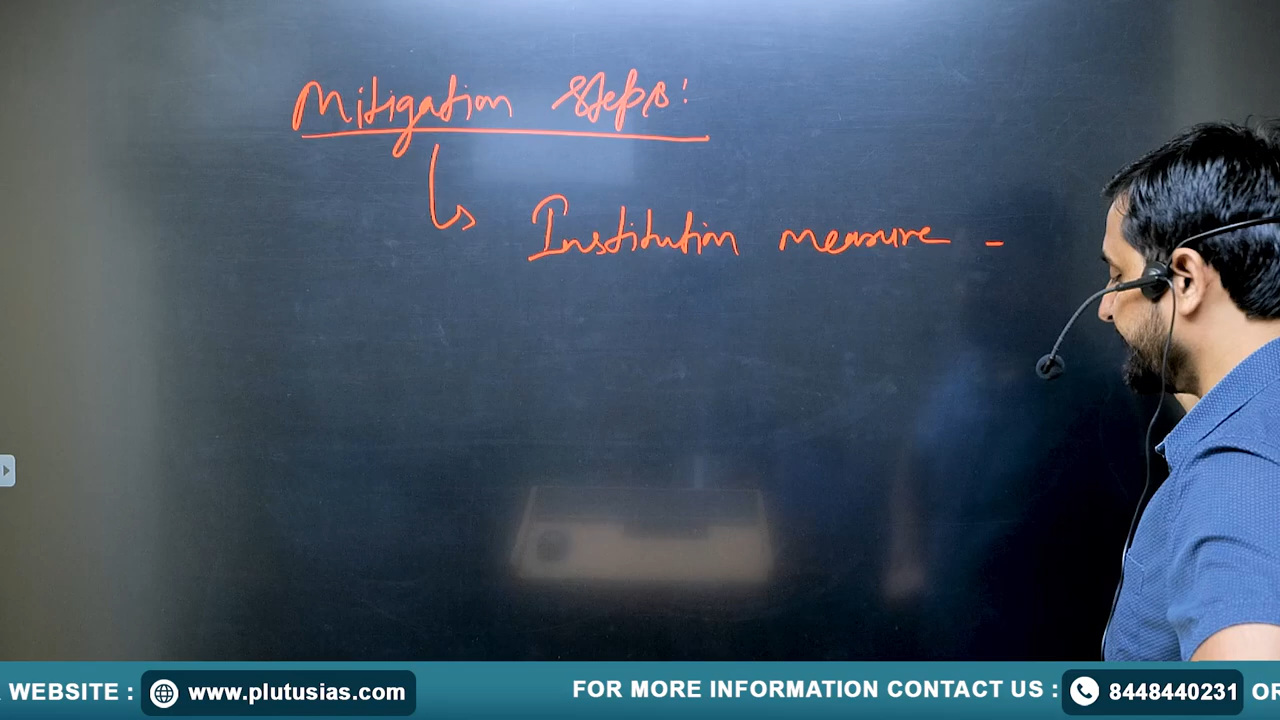 Mitigation steps:
Institution measure -
WEBSITE : www.plutusias.com FOR MORE INFORMATION CONTACT US : 8448440231 OR